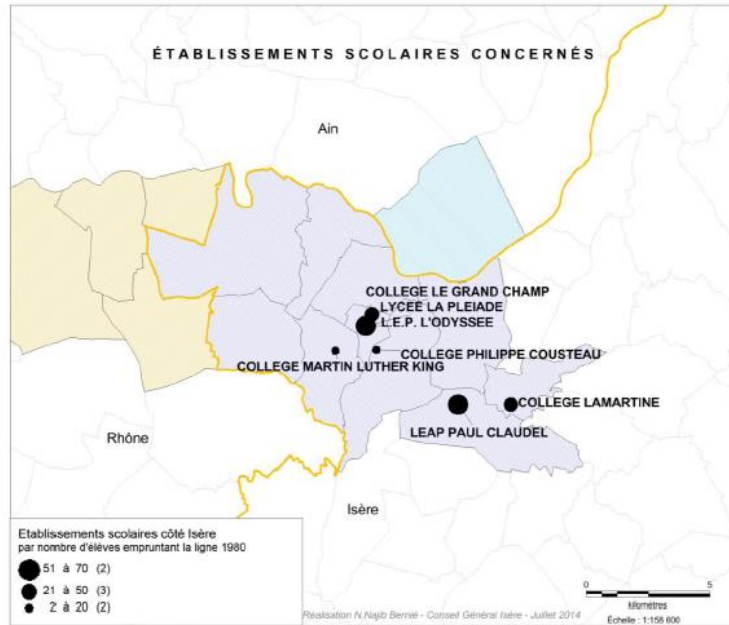 ÉTABLISSEMENTS SCOLAIRES CONCERNÉS
Ain
COLLEGE LE GRAND CHAMP
LYCEE LA PLEIADE
L.E.P. L'ODYSSEE
COLLEGE PHILIPPE COUSTEAU
COLLEGE MARTIN LUTHER KING
COLLEGE LAMARTINE
LEAP PAUL CLAUDEL
Rhône
Isère
Etablissements scolaires côté Isère
par nombre d'élèves empruntant la ligne 1980
51 à 70 (2)
21 à 50 (3)
2 à 20 (2)
0 5
kilomètres
Réalisation N.Najib Bernié - Conseil Général Isère - Juillet 2014
Échelle : 1:158 600